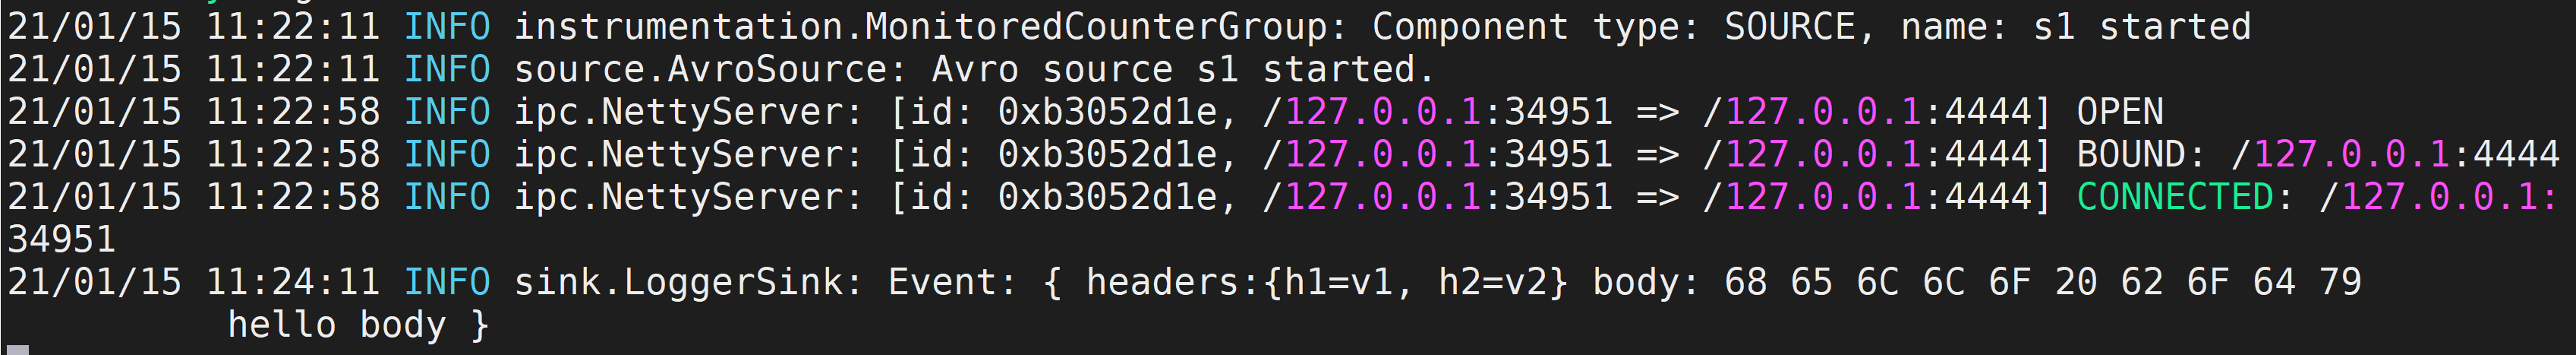 21/01/15 11:22:11 INFO instrumentation.MonitoredCounterGroup: Component type: SOURCE, name: s1 started
21/01/15 11:22:11 INFO source.AvroSource: Avro source s1 started.
21/01/15 11:22:58 INFO ipc.NettyServer: [id: 0xb3052d1e, /127.0.0.1:34951 => /127.0.0.1:4444] OPEN
21/01/15 11:22:58 INFO ipc.NettyServer: [id: 0xb3052d1e, /127.0.0.1:34951 => /127.0.0.1:4444] BOUND: /127.0.0.1:4444
21/01/15 11:22:58 INFO ipc.NettyServer: [id: 0xb3052d1e, /127.0.0.1:34951 => /127.0.0.1:4444] CONNECTED: /127.0.0.1:
34951
21/01/15 11:24:11 INFO sink.LoggerSink: Event: { headers:{h1=v1, h2=v2} body: 68 65 6C 6C 6F 20 62 6F 64 79
hello body }